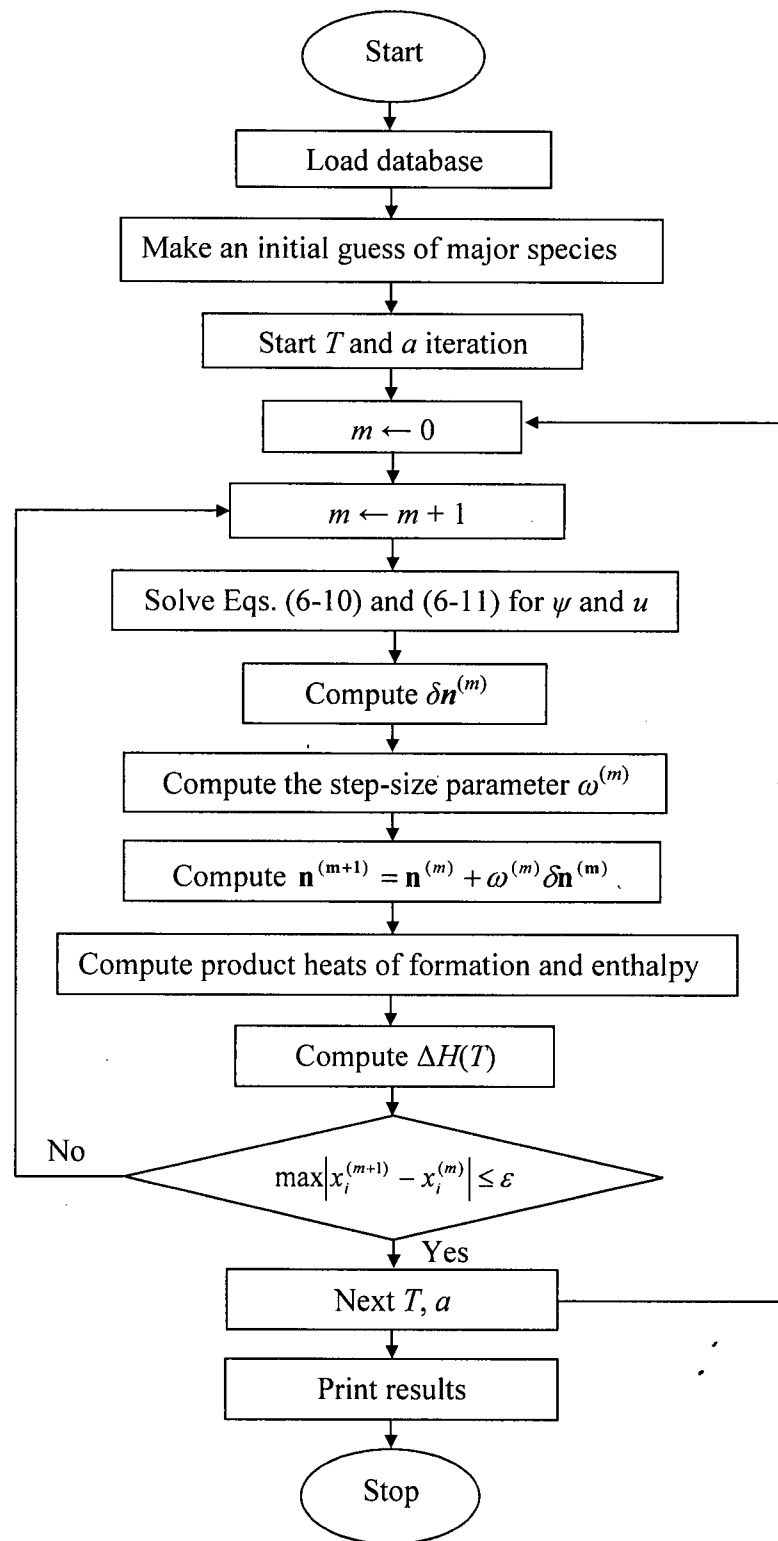 Start
Load database
Make an initial guess of major species
Start T and a iteration
m ← 0
m ← m + 1
Solve Eqs. (6-10) and (6-11) for ψ and u
Compute δn^(m)
Compute the step-size parameter ω^(m)
Compute n^(m+1) = n^(m) + ω^(m) δn^(m)
Compute product heats of formation and enthalpy
Compute ΔH(T)
No
max|x_i^(m+1) − x_i^(m)| ≤ ε
Yes
Next T, a
Print results
Stop